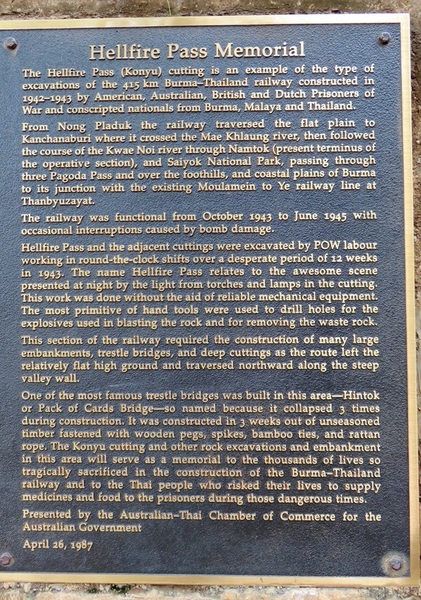 Hellfire Pass Memorial
The Hellfire Pass (Konyu) cutting is an example of the type of
excavations of the 415 km Burma–Thailand railway constructed in
1942–1943 by American, Australian, British and Dutch Prisoners of
War and conscripted nationals from Burma, Malaya and Thailand.
From Nong Pladuk the railway traversed the flat plain to
Kanchanaburi where it crossed the Mae Khlaung river, then followed
the course of the Kwae Noi river through Namtok (present terminus of
the operative section), and Saiyok National Park, passing through
three Pagoda Pass and over the foothills, and coastal plains of Burma
to its junction with the existing Moulamein to Ye railway line at
Thanbyuzayat.
The railway was functional from October 1943 to June 1945 with
occasional interruptions caused by bomb damage.
Hellfire Pass and the adjacent cuttings were excavated by POW labour
working in round-the-clock shifts over a desperate period of 12 weeks
in 1943. The name Hellfire Pass relates to the awesome scene
presented at night by the light from torches and lamps in the cutting.
This work was done without the aid of reliable mechanical equipment.
The most primitive of hand tools were used to drill holes for the
explosives used in blasting the rock and for removing the waste rock.
This section of the railway required the construction of many large
embankments, trestle bridges, and deep cuttings as the route left the
relatively flat high ground and traversed northward along the steep
valley wall.
One of the most famous trestle bridges was built in this area—Hintok
or Pack of Cards Bridge—so named because it collapsed 3 times
during construction. It was constructed in 3 weeks out of unseasoned
timber fastened with wooden pegs, spikes, bamboo ties, and rattan
rope. The Konyu cutting and other rock excavations and embankment
in this area will serve as a memorial to the thousands of lives so
tragically sacrificed in the construction of the Burma–Thailand
railway and to the Thai people who risked their lives to supply
medicines and food to the prisoners during those dangerous times.
Presented by the Australian–Thai Chamber of Commerce for the
Australian Government
April 26, 1987